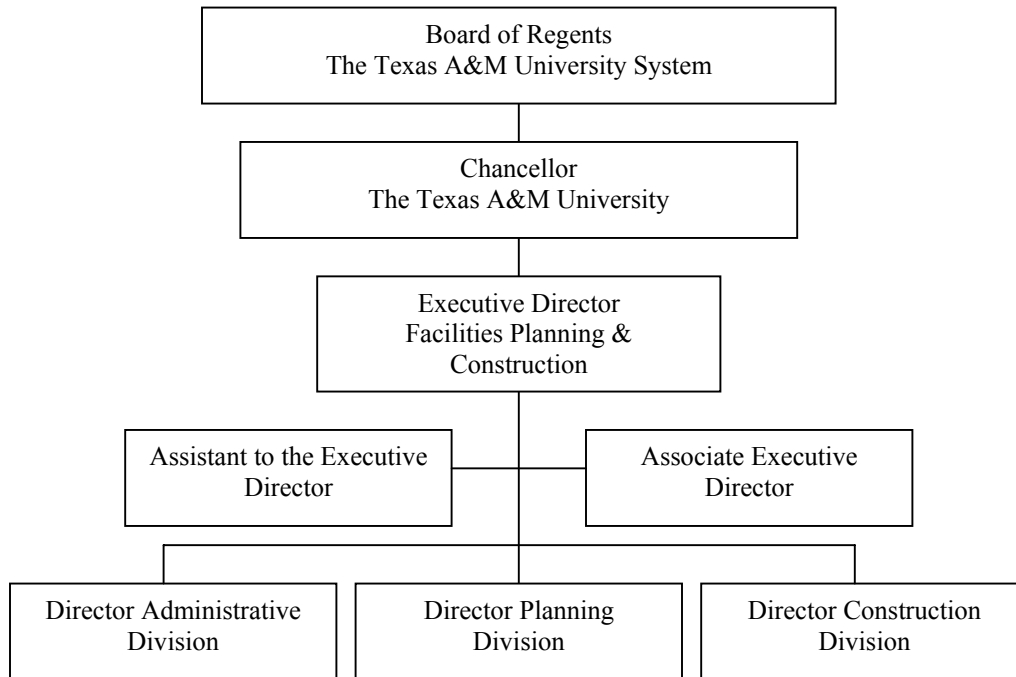 Board of Regents
The Texas A&M University System
Chancellor
The Texas A&M University
Executive Director
Facilities Planning &
Construction
Assistant to the Executive
Director
Associate Executive
Director
Director Administrative
Division
Director Planning
Division
Director Construction
Division